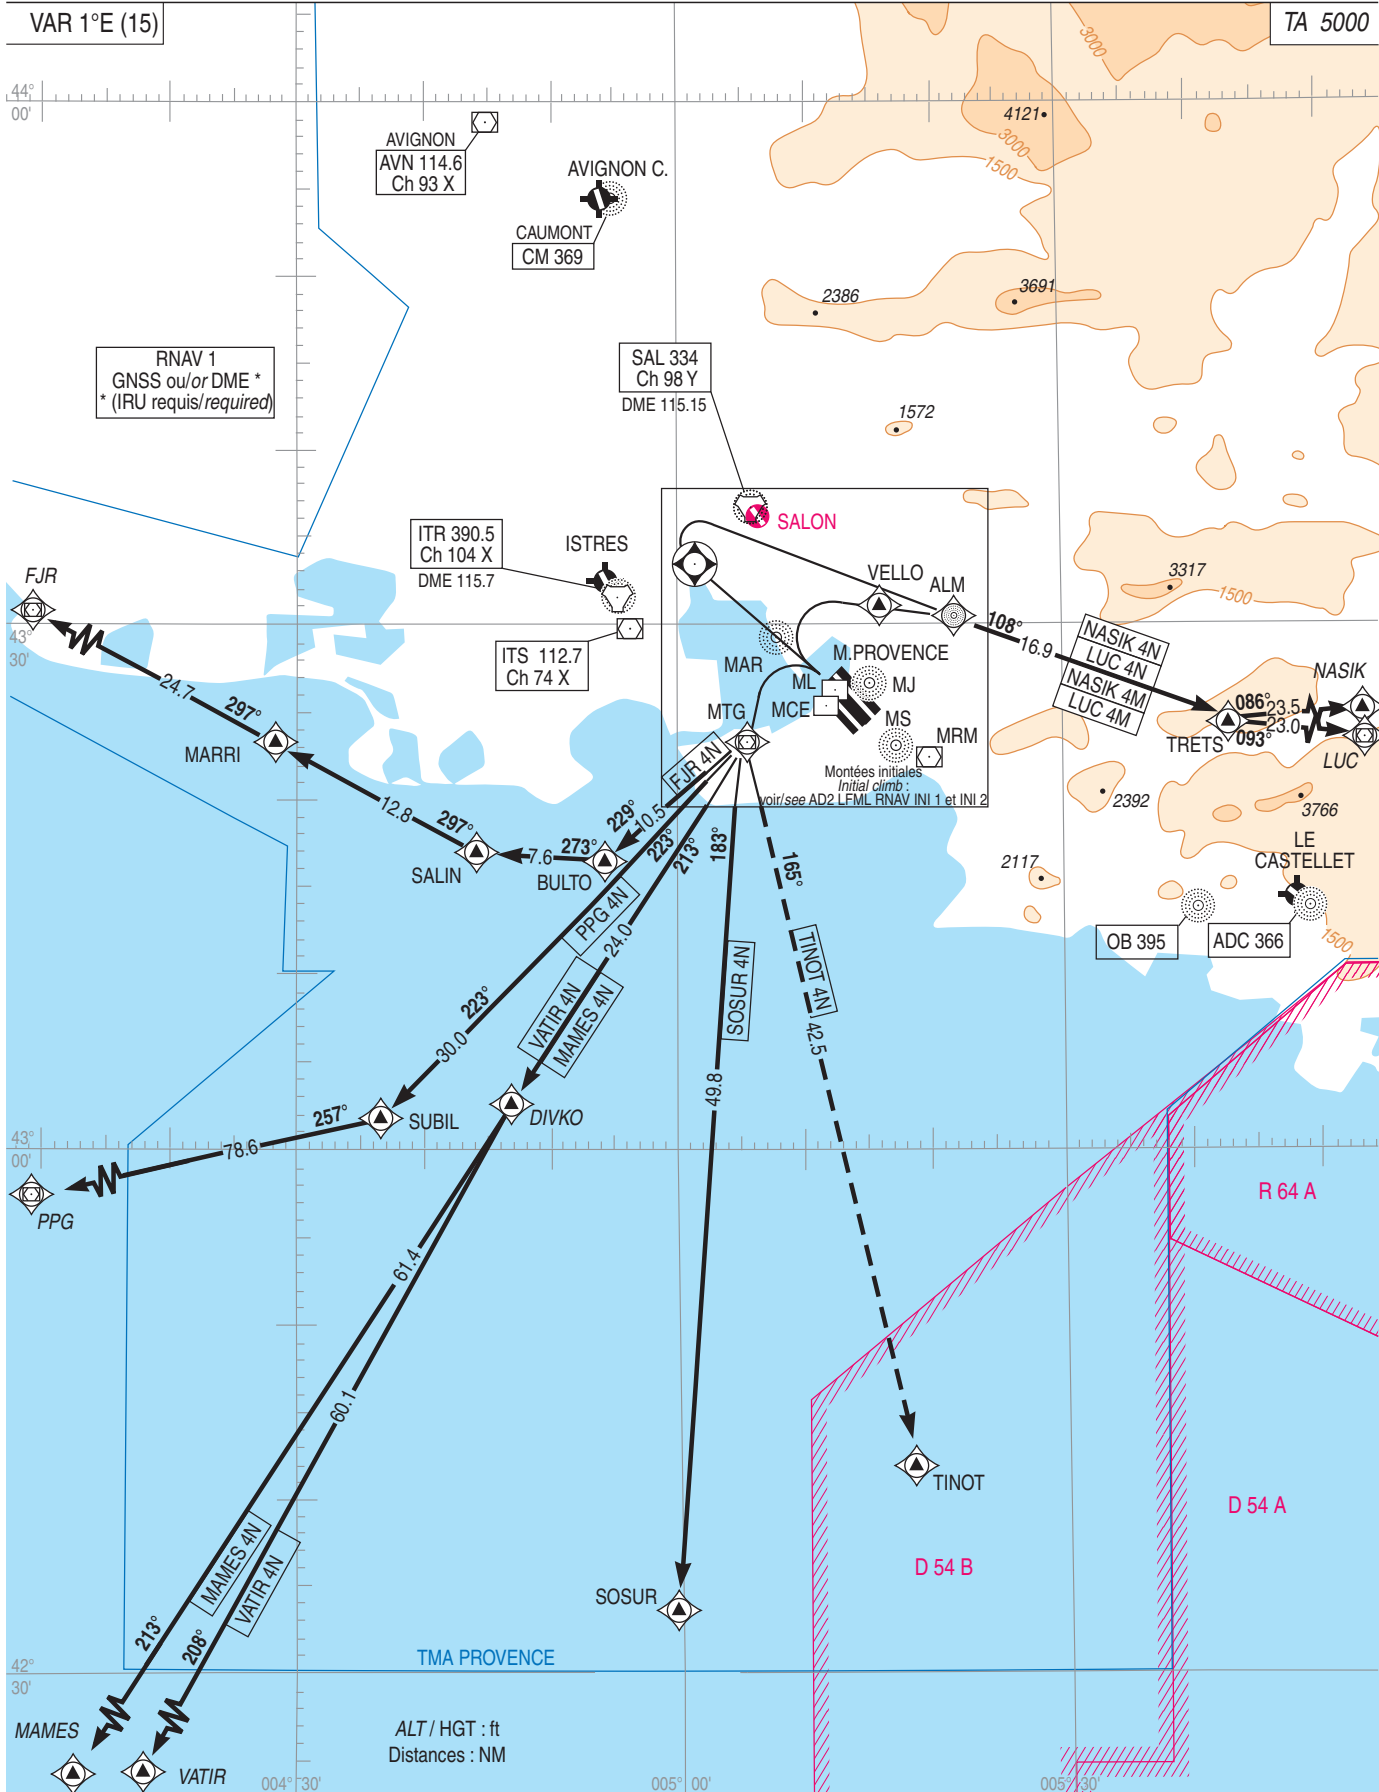 VAR 1°E (15)
TA 5000
44°
00'
3000
4121
3000
1500
AVIGNON
AVN 114.6
Ch 93 X
AVIGNON C.
CAUMONT
CM 369
2386
3691
RNAV 1
GNSS ou/or DME *
* (IRU requis/required)
SAL 334
Ch 98 Y
DME 115.15
1572
SALON
ITR 390.5
Ch 104 X
DME 115.7
ISTRES
ITS 112.7
Ch 74 X
VELLO
ALM
3317
1500
FJR
43°
30'
108°
16.9
NASIK 4N
LUC 4N
NASIK 4M
LUC 4M
MAR
M.PROVENCE
ML
MJ
MCE
MS
MTG
MRM
NASIK
086°
23.5
23.0
093°
TRETS
LUC
24.7
297°
MARRI
Montées initiales
Initial climb :
voir/see AD2 LFML RNAV INI 1 et INI 2
FJR 4N
2392
3766
12.8
297°
229°
10.5
223°
213°
183°
165°
273°
7.6
SALIN
BULTO
2117
LE
CASTELLET
OB 395
ADC 366
1500
PPG 4N
24.0
SOSUR 4N
TINOT 4N
223°
30.0
VATIR 4N
MAMES 4N
42.5
49.8
257°
SUBIL
DIVKO
78.6
43°
00'
PPG
R 64 A
61.4
60.1
TINOT
D 54 A
D 54 B
MAMES 4N
VATIR 4N
SOSUR
213°
208°
TMA PROVENCE
42°
30'
MAMES
VATIR
ALT / HGT : ft
Distances : NM
004° 30'
005° 00'
005° 30'